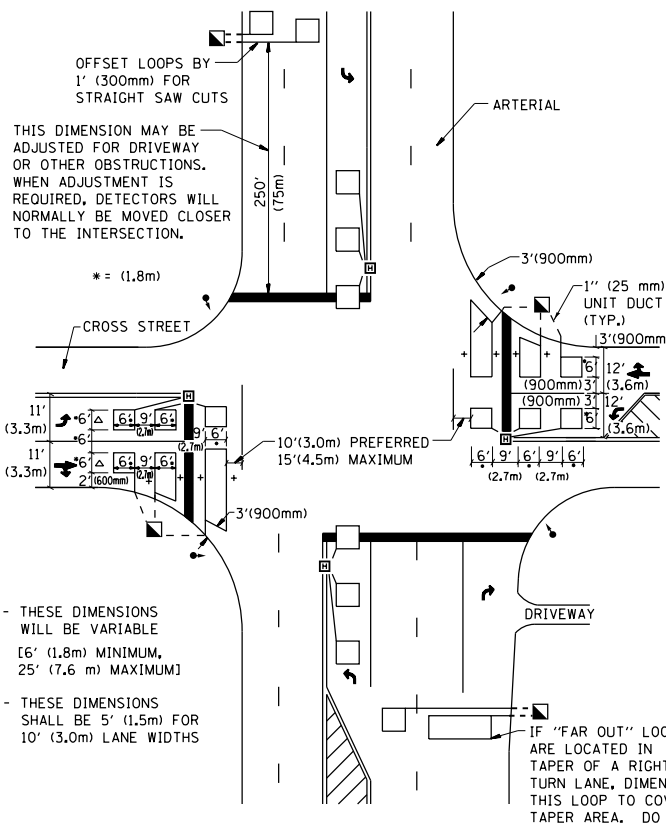 OFFSET LOOPS BY
1' (300mm) FOR
STRAIGHT SAW CUTS
ARTERIAL
THIS DIMENSION MAY BE
ADJUSTED FOR DRIVEWAY
OR OTHER OBSTRUCTIONS.
WHEN ADJUSTMENT IS
REQUIRED, DETECTORS WILL
NORMALLY BE MOVED CLOSER
TO THE INTERSECTION.
250'
(75m)
* = (1.8m)
H
3'(900mm)
1'' (25 mm)
UNIT DUCT
(TYP.)
CROSS STREET
3'(900mm
6' 12'
(3.6m)
(900mm) 3'
(900mm) 3' 12'
6'
(3.6m)
H
6' 9' 6' 9' 6'
(2.7m) (2.7m)
H
11'
(3.3m)
*6' 6' 9' 6' 9' 6'
(2.7m) (2.7m)
*6'
11'
(3.3m)
*6' 6' 9' 6'
(2.7m)
2' (600mm)
10'(3.0m) PREFERRED
15'(4.5m) MAXIMUM
3'(900mm)
H
- THESE DIMENSIONS
WILL BE VARIABLE
[6' (1.8m) MINIMUM,
25' (7.6 m) MAXIMUM]
- THESE DIMENSIONS
SHALL BE 5' (1.5m) FOR
10' (3.0m) LANE WIDTHS
DRIVEWAY
IF "FAR OUT" LOO
ARE LOCATED IN
TAPER OF A RIGHT
TURN LANE, DIMEN
THIS LOOP TO COV
TAPER AREA. DO